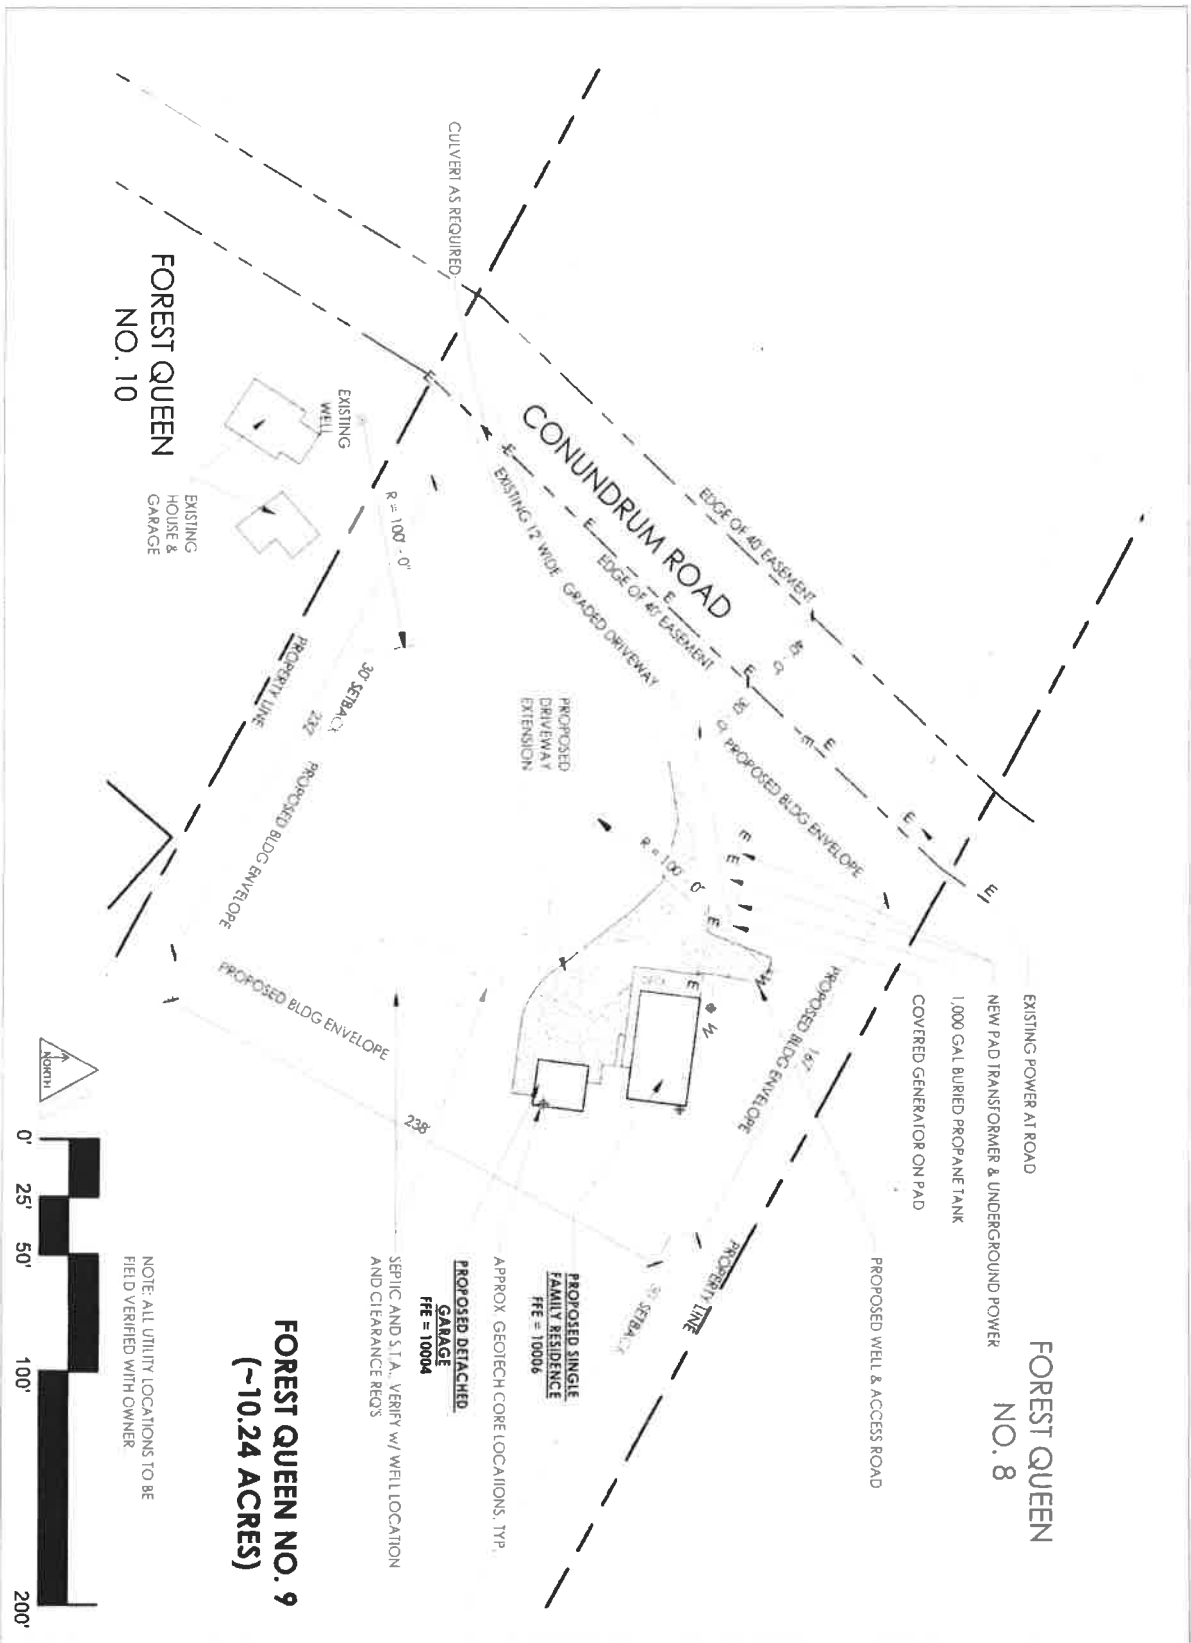 FOREST QUEEN
NO. 8
EXISTING POWER AT ROAD
NEW PAD TRANSFORMER & UNDERGROUND POWER
1,000 GAL BURIED PROPANE TANK
COVERED GENERATOR ON PAD
PROPOSED WELL & ACCESS ROAD
EDGE OF 40' EASEMENT
CONUNDRUM ROAD
EDGE OF 40' EASEMENT
EXISTING 12' WIDE GRADED DRIVEWAY
CULVERT AS REQUIRED
E
E
E
E
E
E
E
E
E
PROPOSED BLDG ENVELOPE
PROPOSED BLDG ENVELOPE
167'
PROPERTY LINE
SETBACK
E
E
E
E
W
W
R = 100' - 0"
PROPOSED
DRIVEWAY
EXTENSION
PROPOSED SINGLE
FAMILY RESIDENCE
FFE = 10006
APPROX GEOTECH CORE LOCATIONS, TYP.
PROPOSED DETACHED
GARAGE
FFE = 10004
SEPTIC AND S.T.A., VERIFY W/ WELL LOCATION
AND CLEARANCE REQ'S
238'
PROPOSED BLDG ENVELOPE
R = 100' - 0"
EXISTING
WELL
30' SETBACK
232'
PROPOSED BLDG ENVELOPE
PROPERTY LINE
EXISTING
HOUSE &
GARAGE
FOREST QUEEN
NO. 10
FOREST QUEEN NO. 9
(~10.24 ACRES)
NOTE: ALL UTILITY LOCATIONS TO BE
FIELD VERIFIED WITH OWNER
NORTH
0' 25' 50' 100' 200'